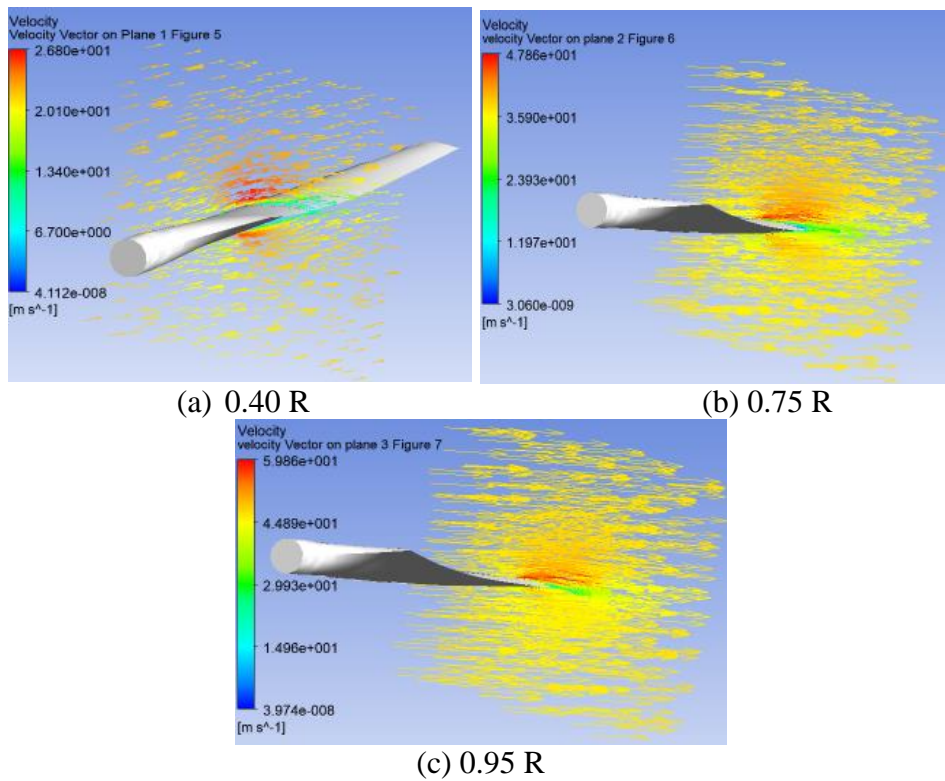 Velocity
Velocity Vector on Plane 1 Figure 5
2.680e+001
2.010e+001
1.340e+001
6.700e+000
4.112e-008
[m s^-1]
(a) 0.40 R
Velocity
velocity Vector on plane 2 Figure 6
4.786e+001
3.590e+001
2.393e+001
1.197e+001
3.060e-009
[m s^-1]
(b) 0.75 R
Velocity
velocity Vector on plane 3 Figure 7
5.986e+001
4.489e+001
2.993e+001
1.496e+001
3.974e-008
[m s^-1]
(c) 0.95 R